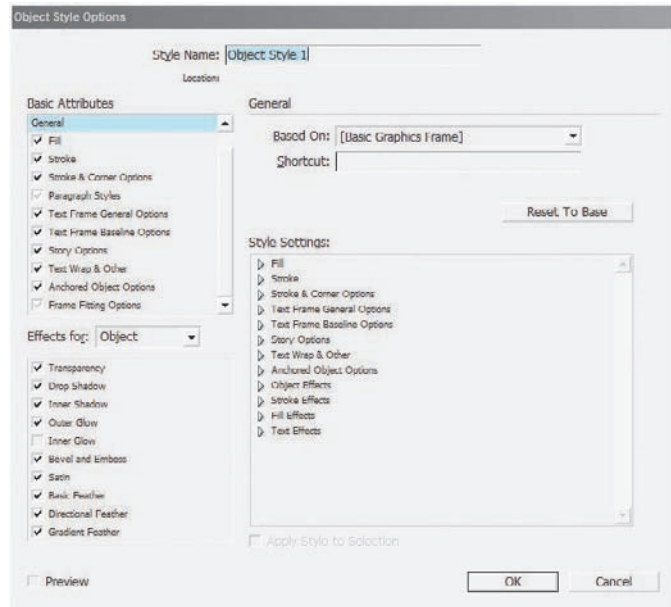 Object Style Options
Style Name: Object Style 1
Location:
Basic Attributes
General
Fill
Stroke
Stroke & Corner Options
Paragraph Styles
Text Frame General Options
Text Frame Baseline Options
Story Options
Text Wrap & Other
Anchored Object Options
Frame Fitting Options
Effects for: Object
Transparency
Drop Shadow
Inner Shadow
Outer Glow
Inner Glow
Bevel and Emboss
Satin
Basic Feather
Directional Feather
Gradient Feather
Preview
General
Based On: [Basic Graphics Frame]
Shortcut:
Reset To Base
Style Settings:
Fill
Stroke
Stroke & Corner Options
Text Frame General Options
Text Frame Baseline Options
Story Options
Text Wrap & Other
Anchored Object Options
Object Effects
Stroke Effects
Fill Effects
Text Effects
Apply Style to Selection
OK
Cancel